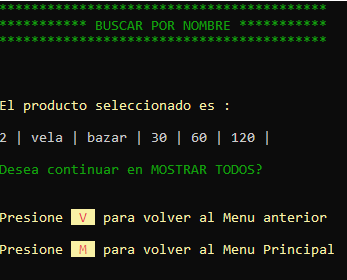 *****************************************
*********** BUSCAR POR NOMBRE ***********
*****************************************
El producto seleccionado es :
2 | vela | bazar | 30 | 60 | 120 |
Desea continuar en MOSTRAR TODOS?
Presione V para volver al Menu anterior
Presione M para volver al Menu Principal